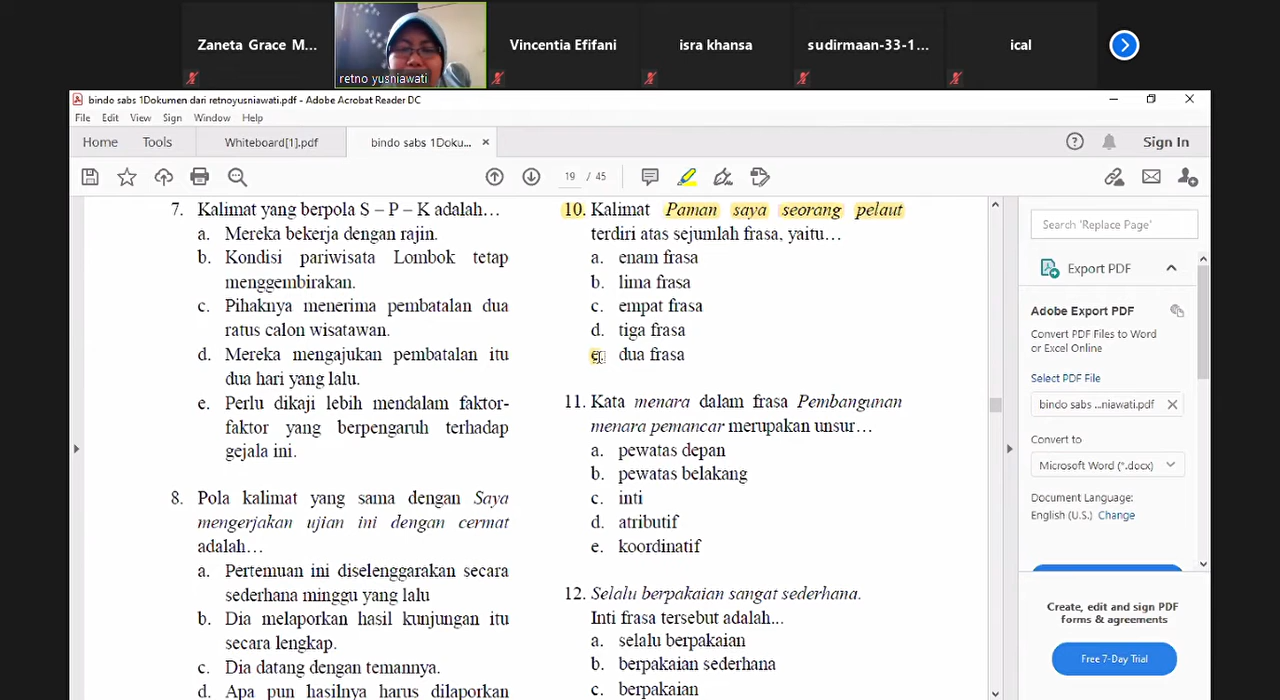 Zaneta Grace M...
retno yusniawati
Vincentia Efifani
isra khansa
sudirmaan-33-1...
ical
bindo sabs 1Dokumen dari retnoyusniawati.pdf - Adobe Acrobat Reader DC
File Edit View Sign Window Help
Home Tools Whiteboard[1].pdf bindo sabs 1Doku... ×
Sign In
19 / 45
7. Kalimat yang berpola S – P – K adalah…
a. Mereka bekerja dengan rajin.
b. Kondisi pariwisata Lombok tetap
menggembirakan.
c. Pihaknya menerima pembatalan dua
ratus calon wisatawan.
d. Mereka mengajukan pembatalan itu
dua hari yang lalu.
e. Perlu dikaji lebih mendalam faktor-
faktor yang berpengaruh terhadap
gejala ini.
8. Pola kalimat yang sama dengan Saya
mengerjakan ujian ini dengan cermat
adalah…
a. Pertemuan ini diselenggarakan secara
sederhana minggu yang lalu
b. Dia melaporkan hasil kunjungan itu
secara lengkap.
c. Dia datang dengan temannya.
d. Apa pun hasilnya harus dilaporkan
10. Kalimat Paman saya seorang pelaut
terdiri atas sejumlah frasa, yaitu…
a. enam frasa
b. lima frasa
c. empat frasa
d. tiga frasa
e. dua frasa
11. Kata menara dalam frasa Pembangunan
menara pemancar merupakan unsur…
a. pewatas depan
b. pewatas belakang
c. inti
d. atributif
e. koordinatif
12. Selalu berpakaian sangat sederhana.
Inti frasa tersebut adalah...
a. selalu berpakaian
b. berpakaian sederhana
c. berpakaian
Search 'Replace Page'
Export PDF
Adobe Export PDF
Convert PDF Files to Word
or Excel Online
Select PDF File
bindo sabs ...niawati.pdf ×
Convert to
Microsoft Word (*.docx)
Document Language:
English (U.S.) Change
Create, edit and sign PDF
forms & agreements
Free 7-Day Trial